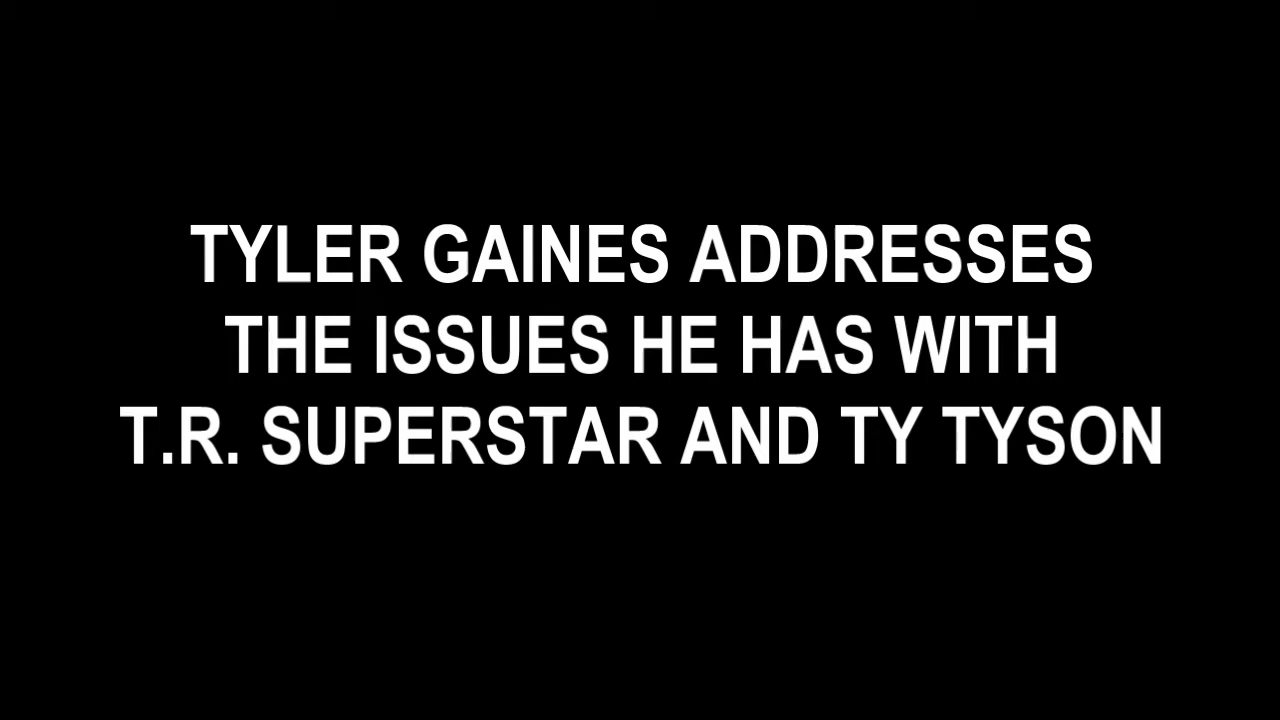 TYLER GAINES ADDRESSES
THE ISSUES HE HAS WITH
T.R. SUPERSTAR AND TY TYSON